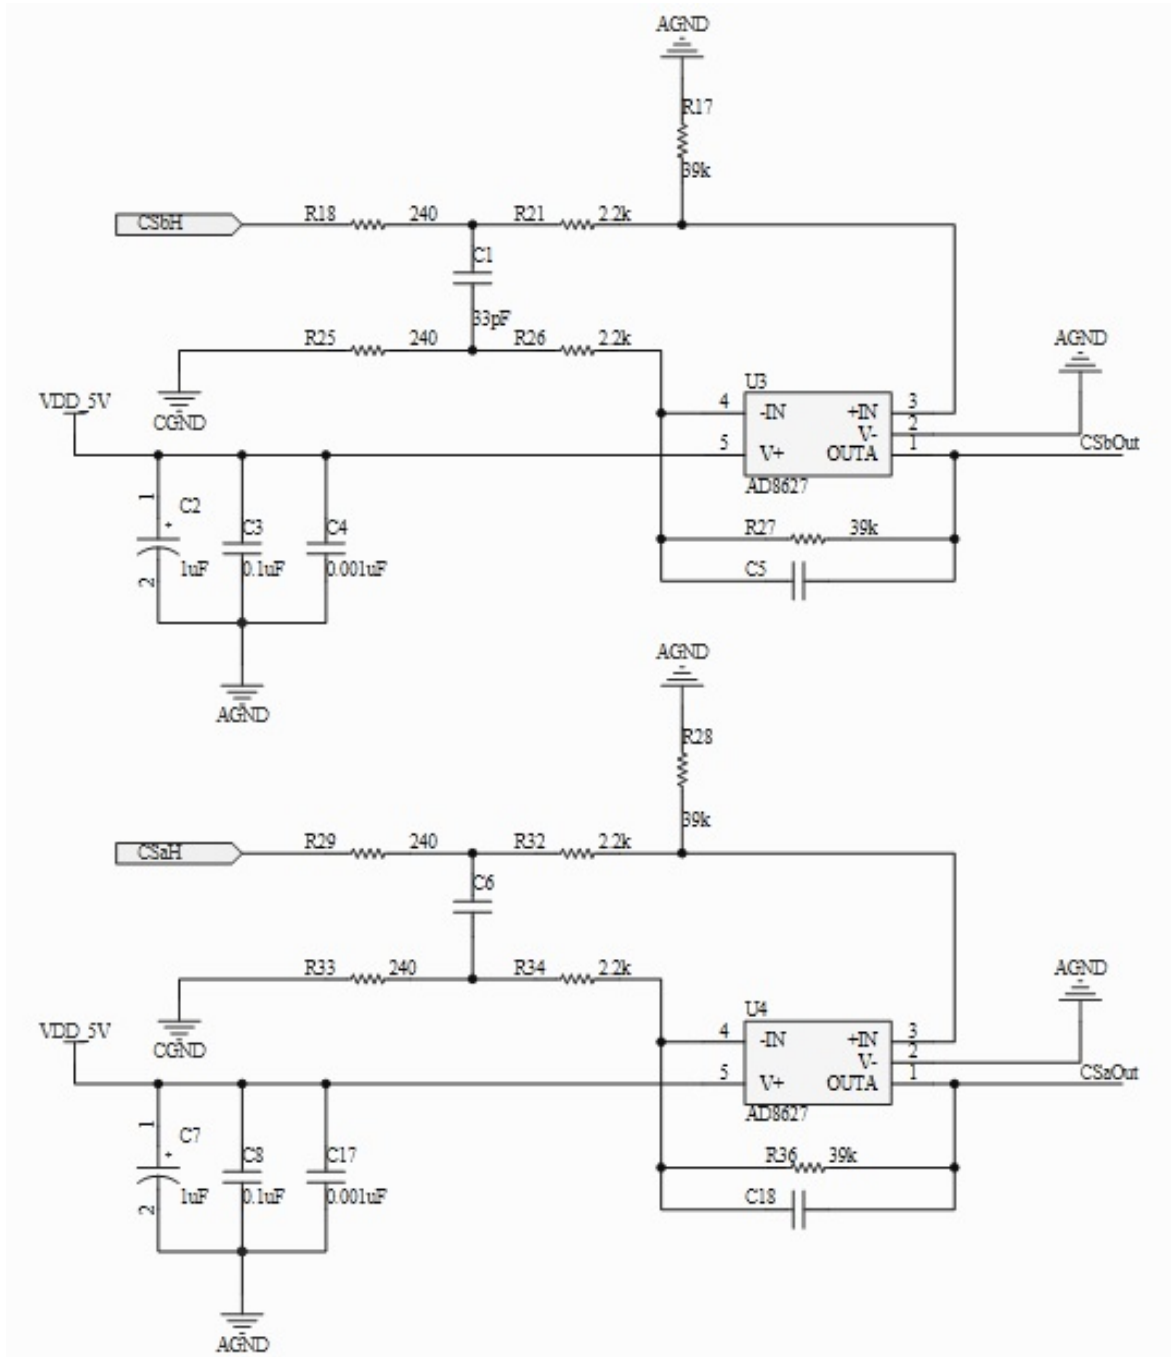 AGND
R17
39k
CSbH R18 240 R21 2.2k
C1
33pF
R25 240 R26 2.2k
AGND
VDD_5V
CGND
U3
4 -IN +IN 3
V- 2
5 V+ OUTA 1 CSbOut
AD8627
1 C2 + 1uF 2
C3 0.1uF
C4 0.001uF
R27 39k
C5
AGND
AGND
R28
39k
CSaH R29 240 R32 2.2k
C6
R33 240 R34 2.2k
AGND
VDD_5V
CGND
U4
4 -IN +IN 3
V- 2
5 V+ OUTA 1 CSaOut
AD8627
1 C7 + 1uF 2
C8 0.1uF
C17 0.001uF
R36 39k
C18
AGND